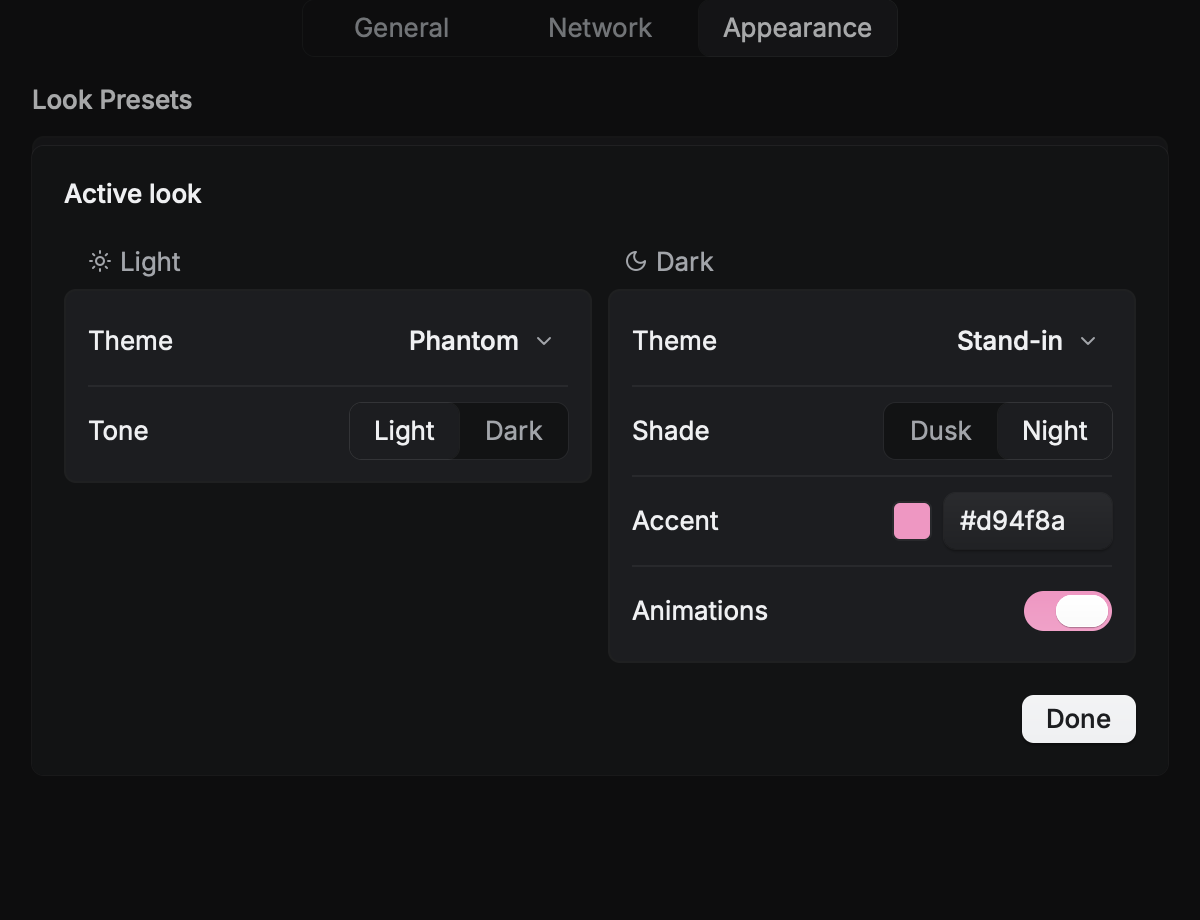 General Network Appearance
Look Presets
Active look
Light
Theme Phantom
Tone Light Dark
Dark
Theme Stand-in
Shade Dusk Night
Accent #d94f8a
Animations
Done